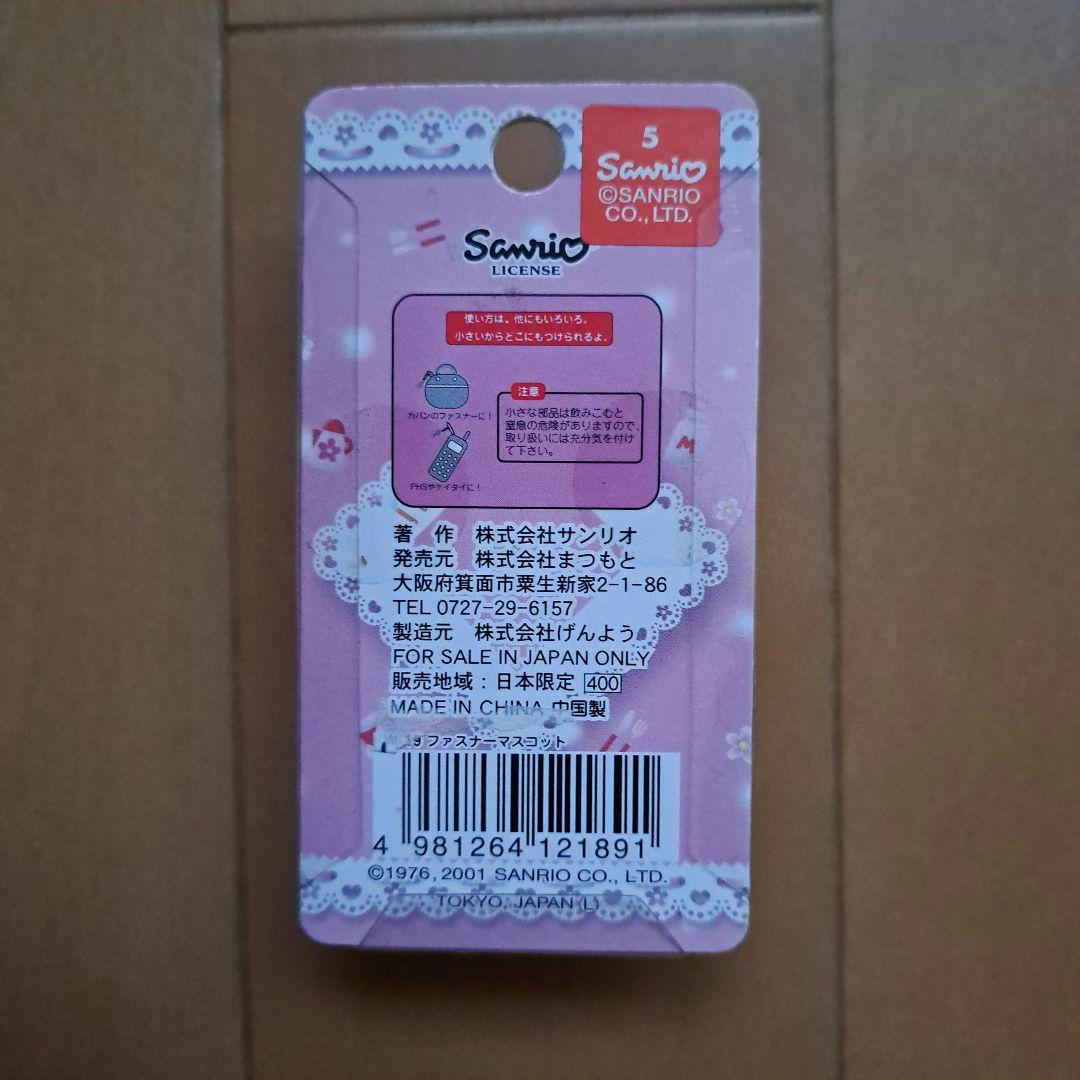 5
Sanrio
©SANRIO
CO., LTD.
Sanrio
LICENSE
使い方は、他にもいろいろ。
小さいからどこにもつけられるよ。
カバンのファスナーに！
PHSやケイタイに！
注意
小さな部品は飲みこむと
窒息の危険がありますので、
取り扱いには充分気を付け
て下さい。
著 作 株式会社サンリオ
発売元 株式会社まつもと
大阪府箕面市粟生新家2-1-86
TEL 0727-29-6157
製造元 株式会社げんよう
FOR SALE IN JAPAN ONLY
販売地域：日本限定 400
MADE IN CHINA 中国製
19 ファスナーマスコット
4 981264 121891
©1976, 2001 SANRIO CO., LTD.
TOKYO, JAPAN (L)